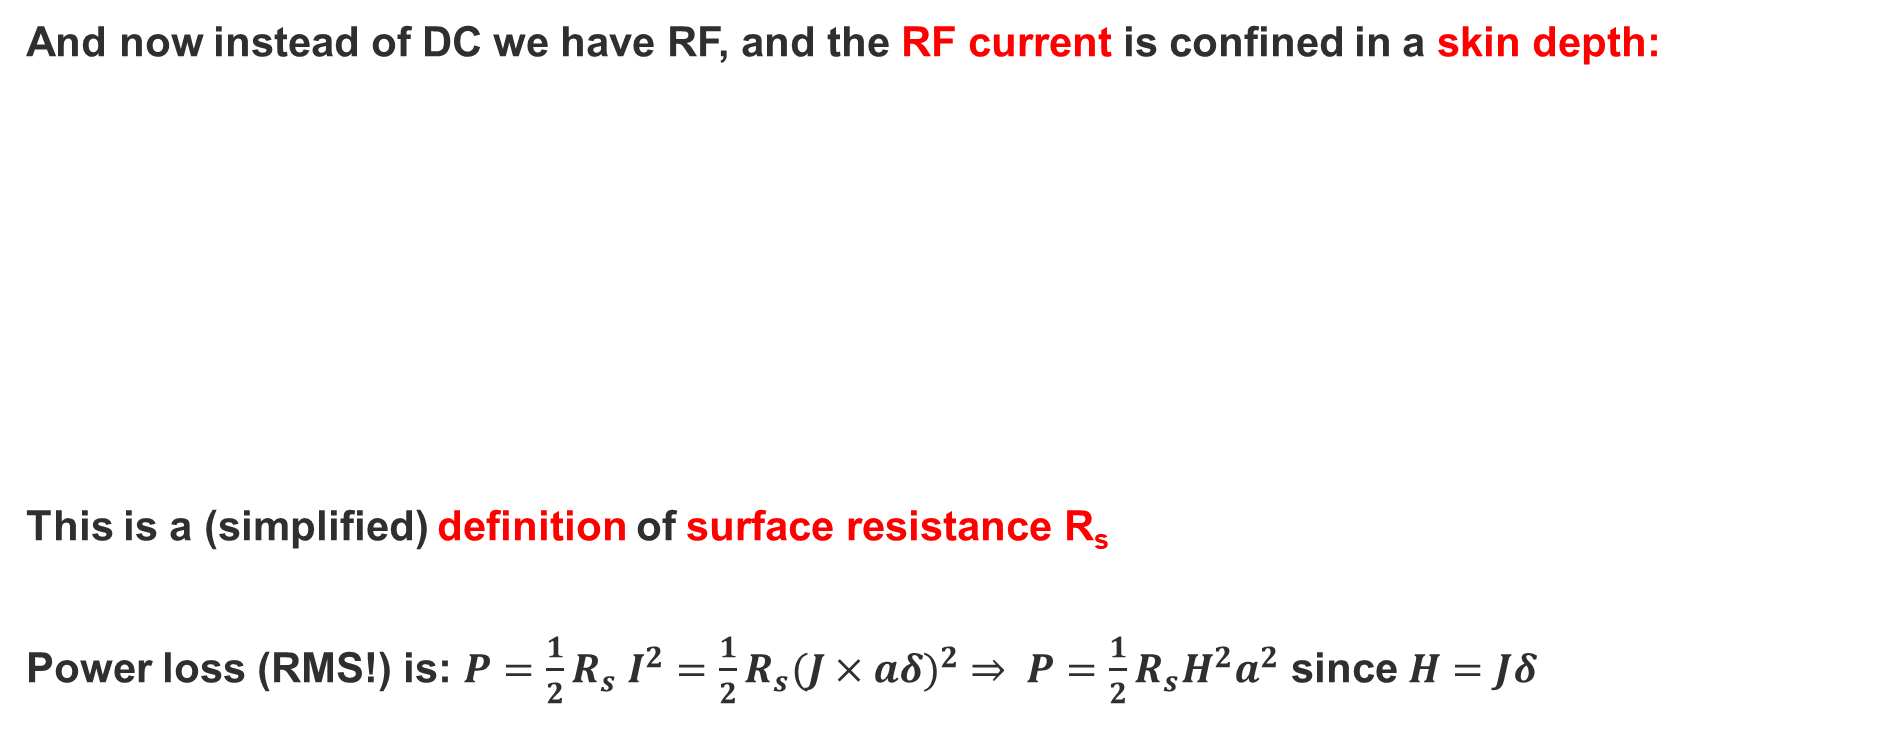 And now instead of DC we have RF, and the RF current is confined in a skin depth:
This is a (simplified) definition of surface resistance Rₛ
Power loss (RMS!) is: P = ½ Rₛ I² = ½ Rₛ(J × aδ)² ⇒ P = ½ RₛH²a² since H = Jδ